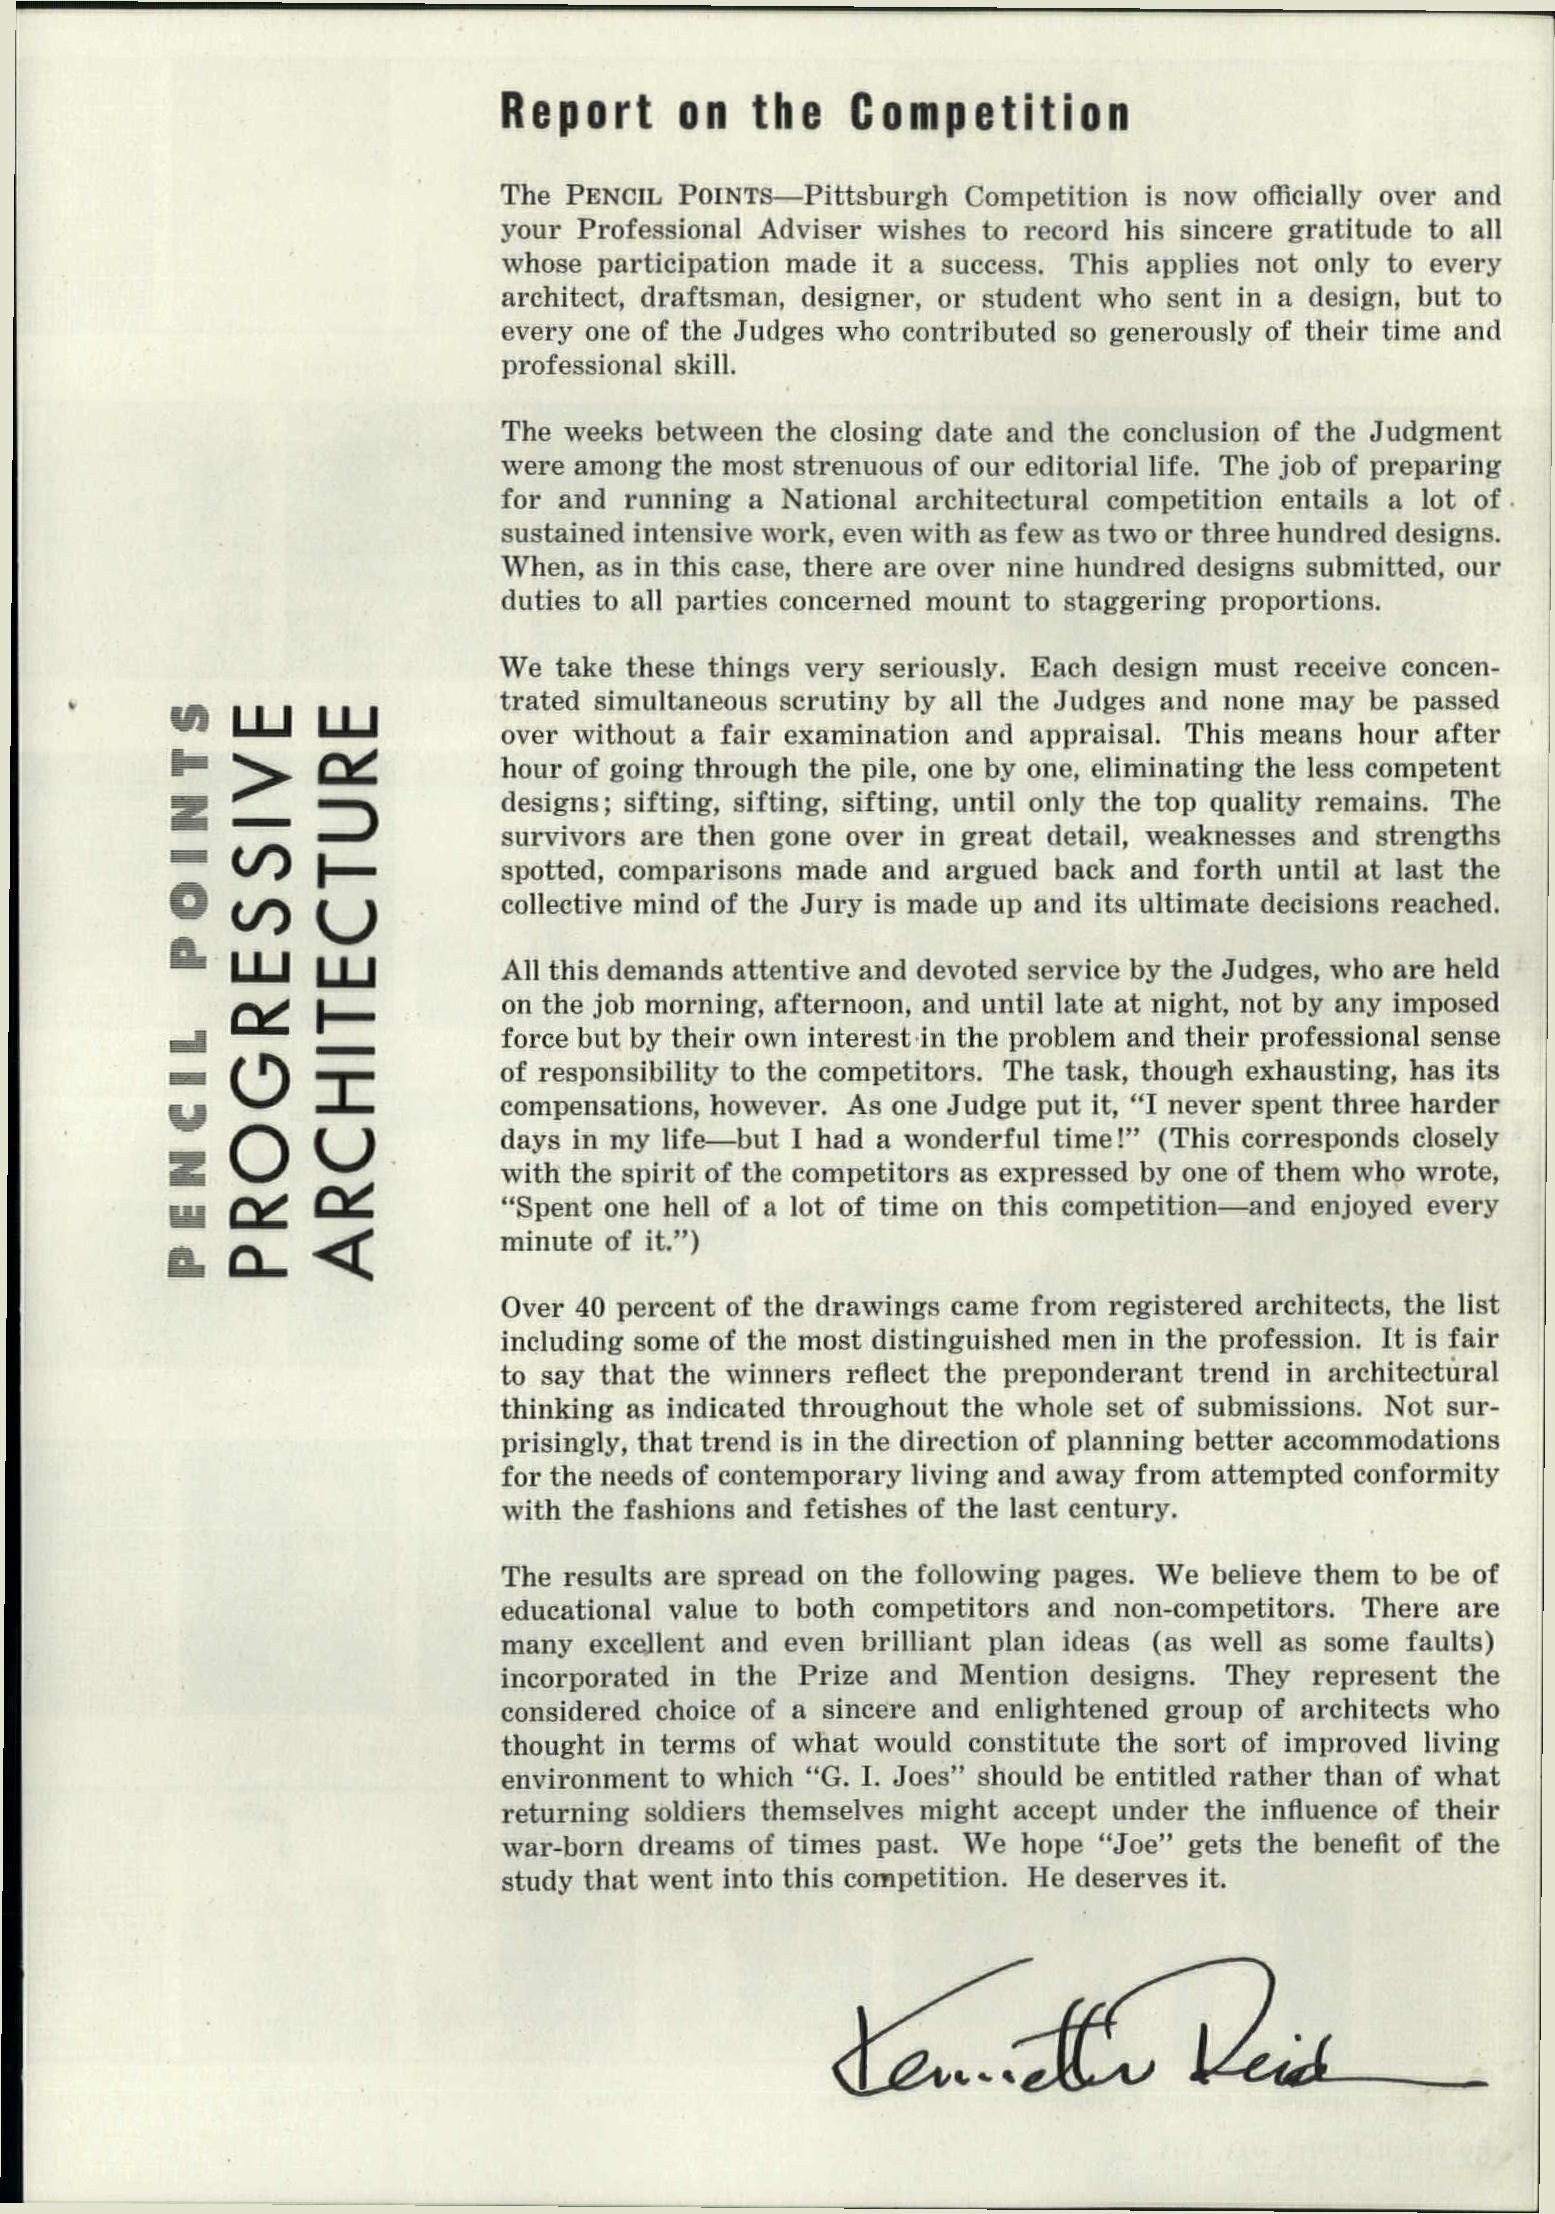 Report on the Competition
The PENCIL POINTS—Pittsburgh Competition is now officially over and
your Professional Adviser wishes to record his sincere gratitude to all
whose participation made it a success. This applies not only to every
architect, draftsman, designer, or student who sent in a design, but to
every one of the Judges who contributed so generously of their time and
professional skill.
The weeks between the closing date and the conclusion of the Judgment
were among the most strenuous of our editorial life. The job of preparing
for and running a National architectural competition entails a lot of
sustained intensive work, even with as few as two or three hundred designs.
When, as in this case, there are over nine hundred designs submitted, our
duties to all parties concerned mount to staggering proportions.
We take these things very seriously. Each design must receive concen-
trated simultaneous scrutiny by all the Judges and none may be passed
over without a fair examination and appraisal. This means hour after
hour of going through the pile, one by one, eliminating the less competent
designs; sifting, sifting, sifting, until only the top quality remains. The
survivors are then gone over in great detail, weaknesses and strengths
spotted, comparisons made and argued back and forth until at last the
collective mind of the Jury is made up and its ultimate decisions reached.
All this demands attentive and devoted service by the Judges, who are held
on the job morning, afternoon, and until late at night, not by any imposed
force but by their own interest in the problem and their professional sense
of responsibility to the competitors. The task, though exhausting, has its
compensations, however. As one Judge put it, “I never spent three harder
days in my life—but I had a wonderful time!” (This corresponds closely
with the spirit of the competitors as expressed by one of them who wrote,
“Spent one hell of a lot of time on this competition—and enjoyed every
minute of it.”)
Over 40 percent of the drawings came from registered architects, the list
including some of the most distinguished men in the profession. It is fair
to say that the winners reflect the preponderant trend in architectural
thinking as indicated throughout the whole set of submissions. Not sur-
prisingly, that trend is in the direction of planning better accommodations
for the needs of contemporary living and away from attempted conformity
with the fashions and fetishes of the last century.
The results are spread on the following pages. We believe them to be of
educational value to both competitors and non-competitors. There are
many excellent and even brilliant plan ideas (as well as some faults)
incorporated in the Prize and Mention designs. They represent the
considered choice of a sincere and enlightened group of architects who
thought in terms of what would constitute the sort of improved living
environment to which “G. I. Joes” should be entitled rather than of what
returning soldiers themselves might accept under the influence of their
war-born dreams of times past. We hope “Joe” gets the benefit of the
study that went into this competition. He deserves it.
Kenneth Reid
PENCIL POINTS
PROGRESSIVE
ARCHITECTURE